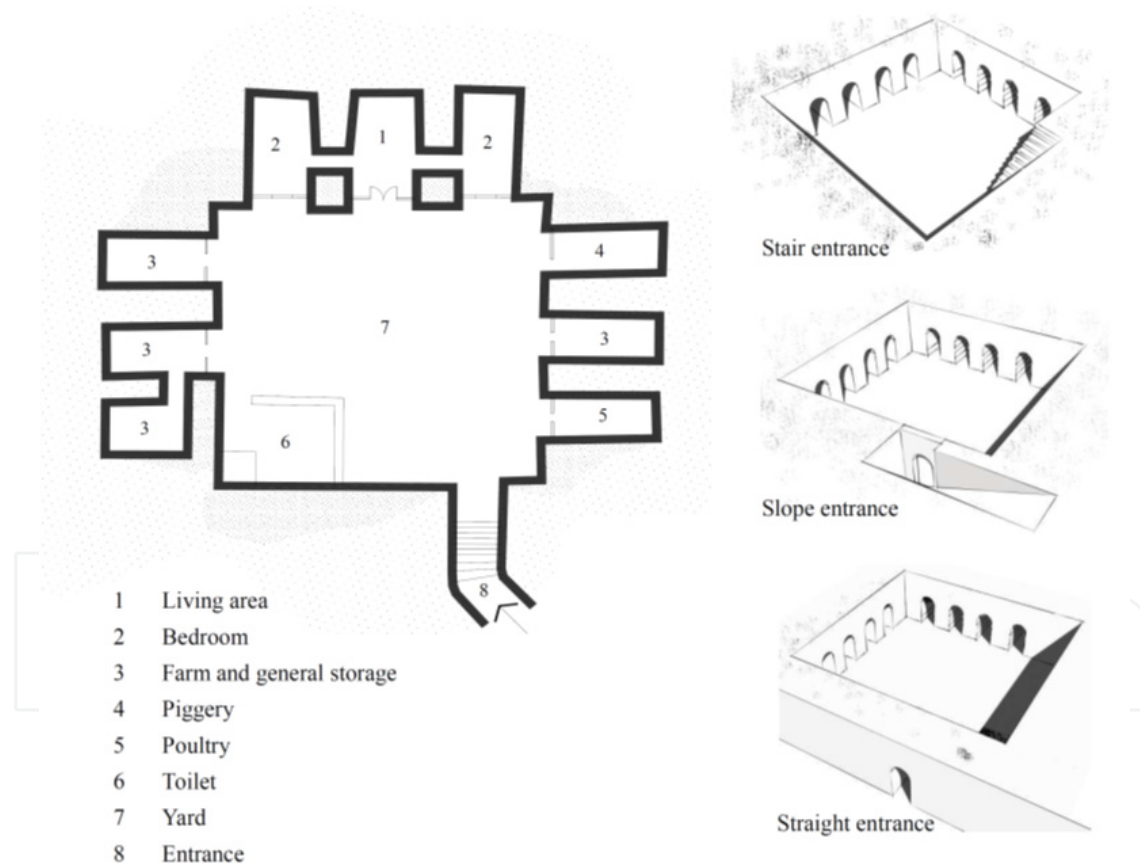 2
1
2
3
4
3
7
3
3
5
6
8
1 Living area
2 Bedroom
3 Farm and general storage
4 Piggery
5 Poultry
6 Toilet
7 Yard
8 Entrance
Stair entrance
Slope entrance
Straight entrance